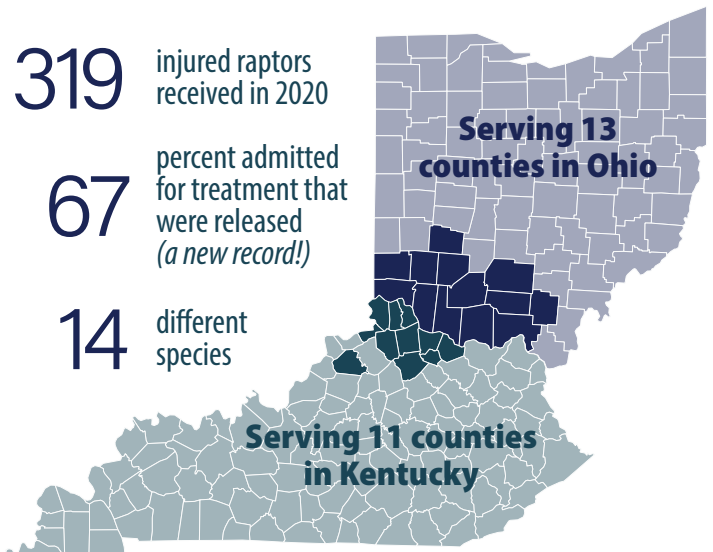 319
injured raptors
received in 2020
67
percent admitted
for treatment that
were released
(a new record!)
14
different
species
Serving 13
counties in Ohio
Serving 11 counties
in Kentucky